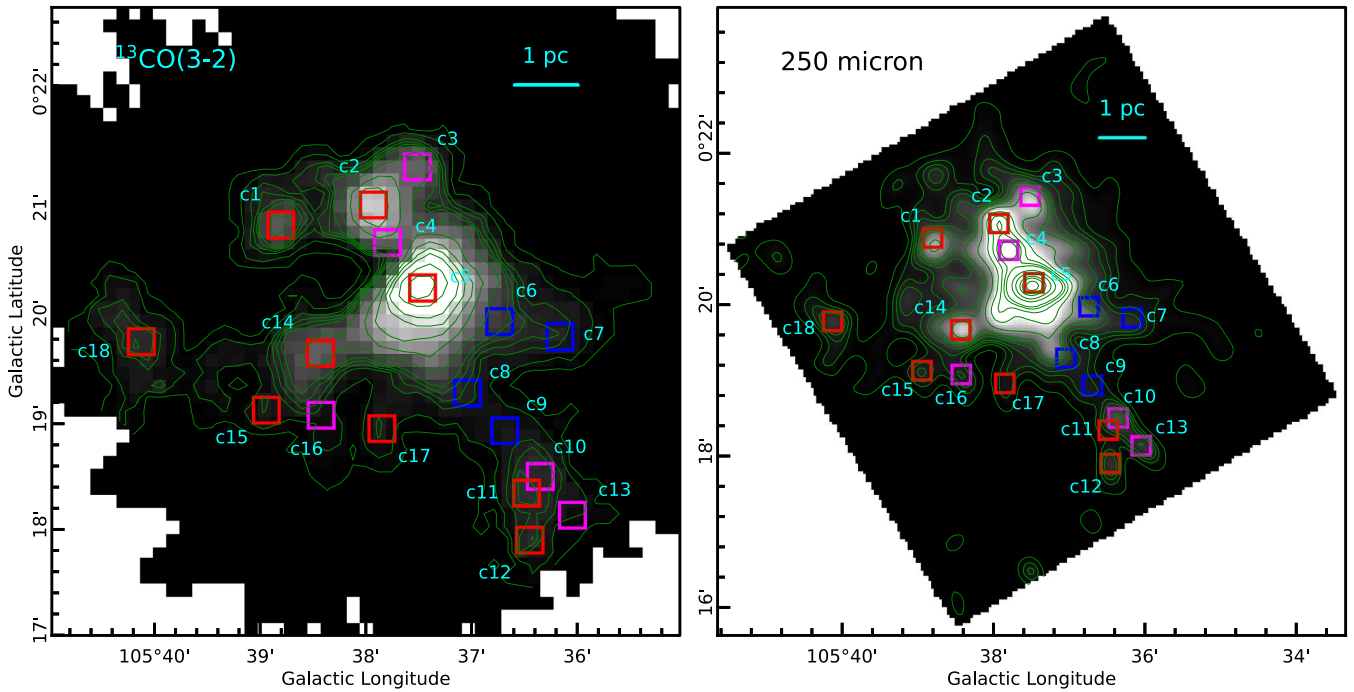 ¹³CO(3-2)
1 pc
c1
c2
c3
c4
c5
c6
c7
c8
c9
c10
c11
c12
c13
c14
c15
c16
c17
c18
0°22'
21'
20'
19'
18'
17'
Galactic Latitude
105°40'
39'
38'
37'
36'
Galactic Longitude
250 micron
1 pc
c1
c2
c3
c4
c5
c6
c7
c8
c9
c10
c11
c12
c13
c14
c15
c16
c17
c18
0°22'
20'
18'
16'
105°40'
38'
36'
34'
Galactic Longitude